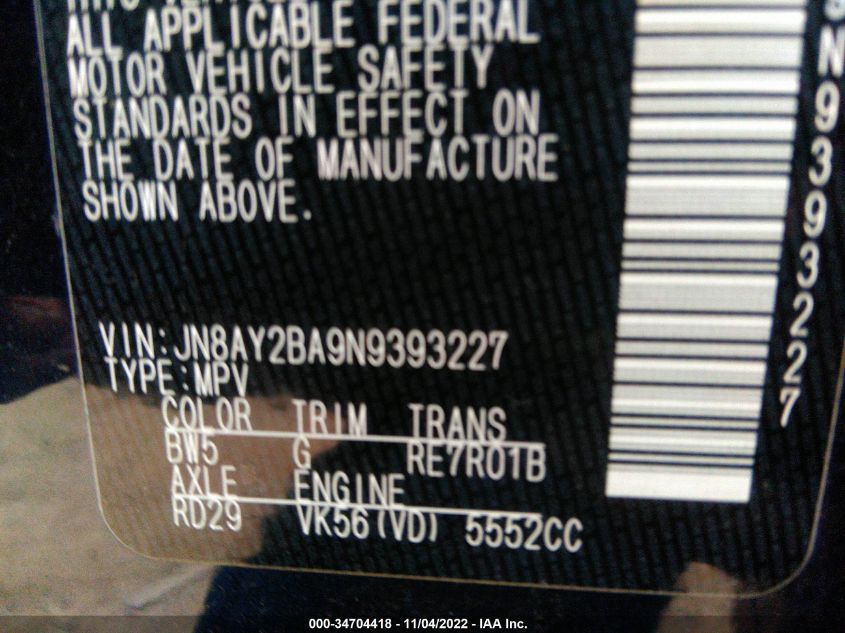 ALL APPLICABLE FEDERAL
MOTOR VEHICLE SAFETY
STANDARDS IN EFFECT ON
THE DATE OF MANUFACTURE
SHOWN ABOVE.
VIN:JN8AY2BA9N9393227
TYPE:MPV
COLOR TRIM TRANS
BW5 G RE7R01B
AXLE ENGINE
RD29 VK56(VD) 5552CC
N9393227
000-34704418 - 11/04/2022 - IAA Inc.